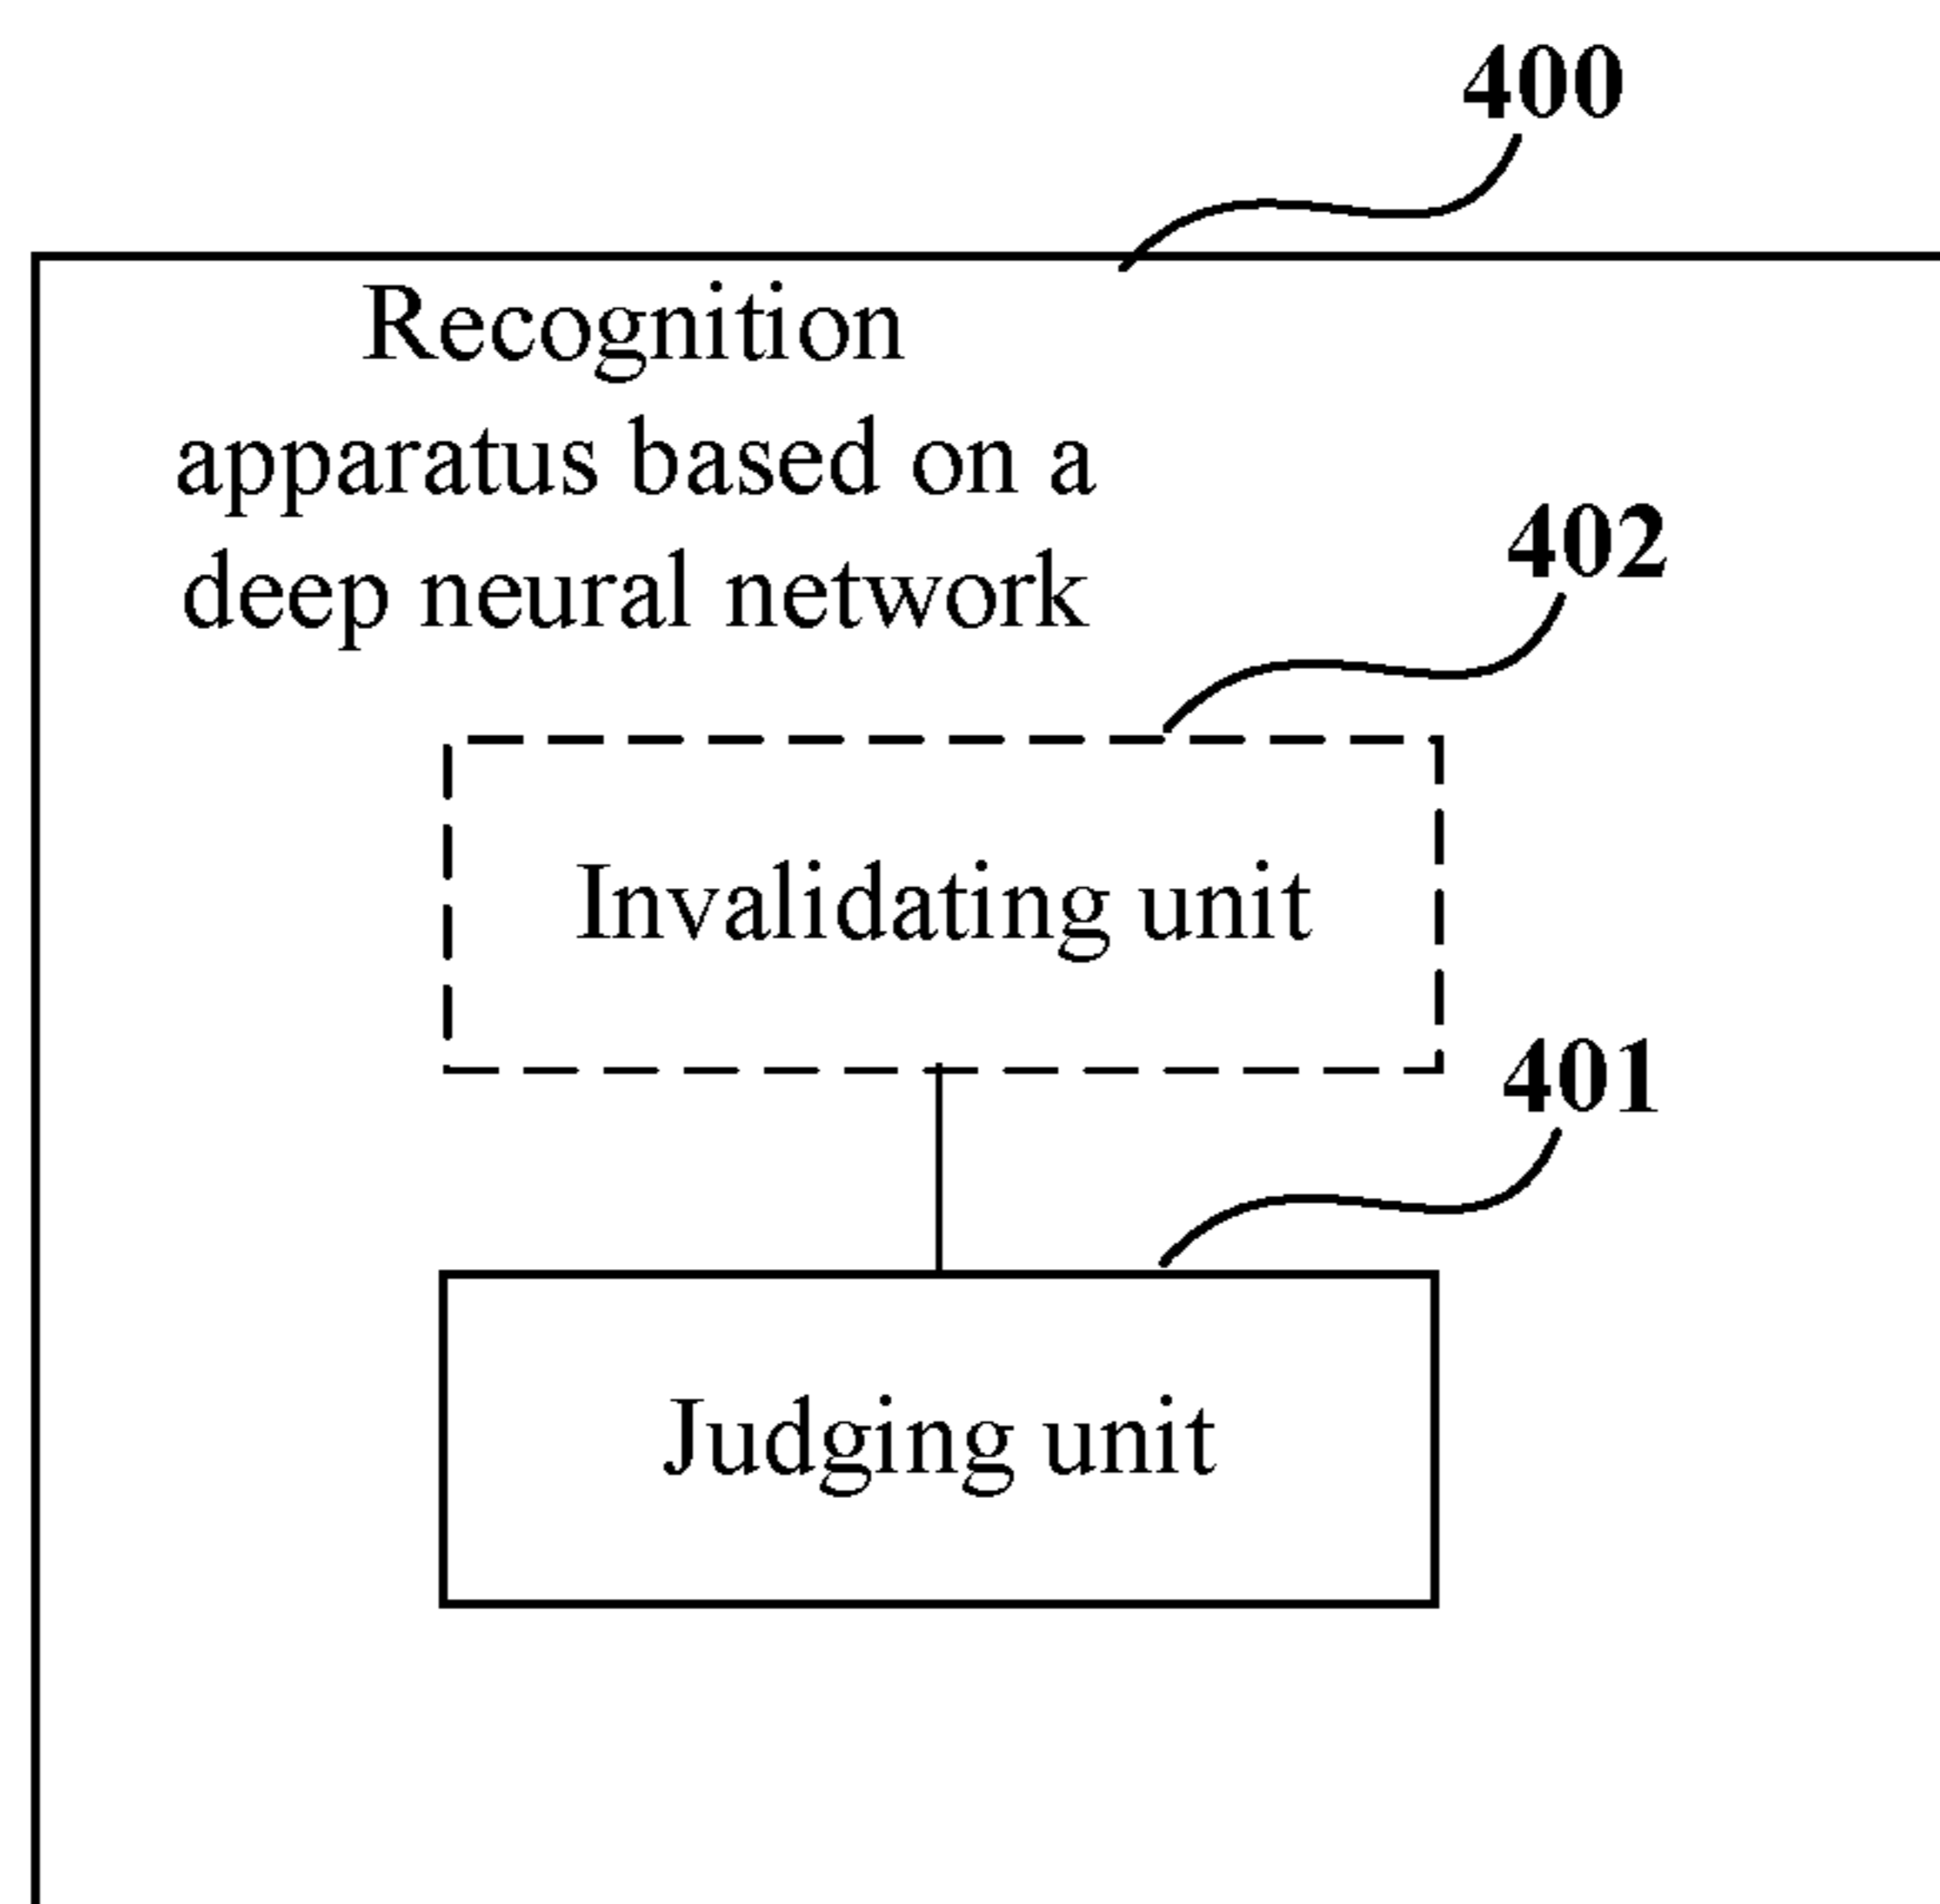 400
Recognition
apparatus based on a
deep neural network
402
Invalidating unit
401
Judging unit